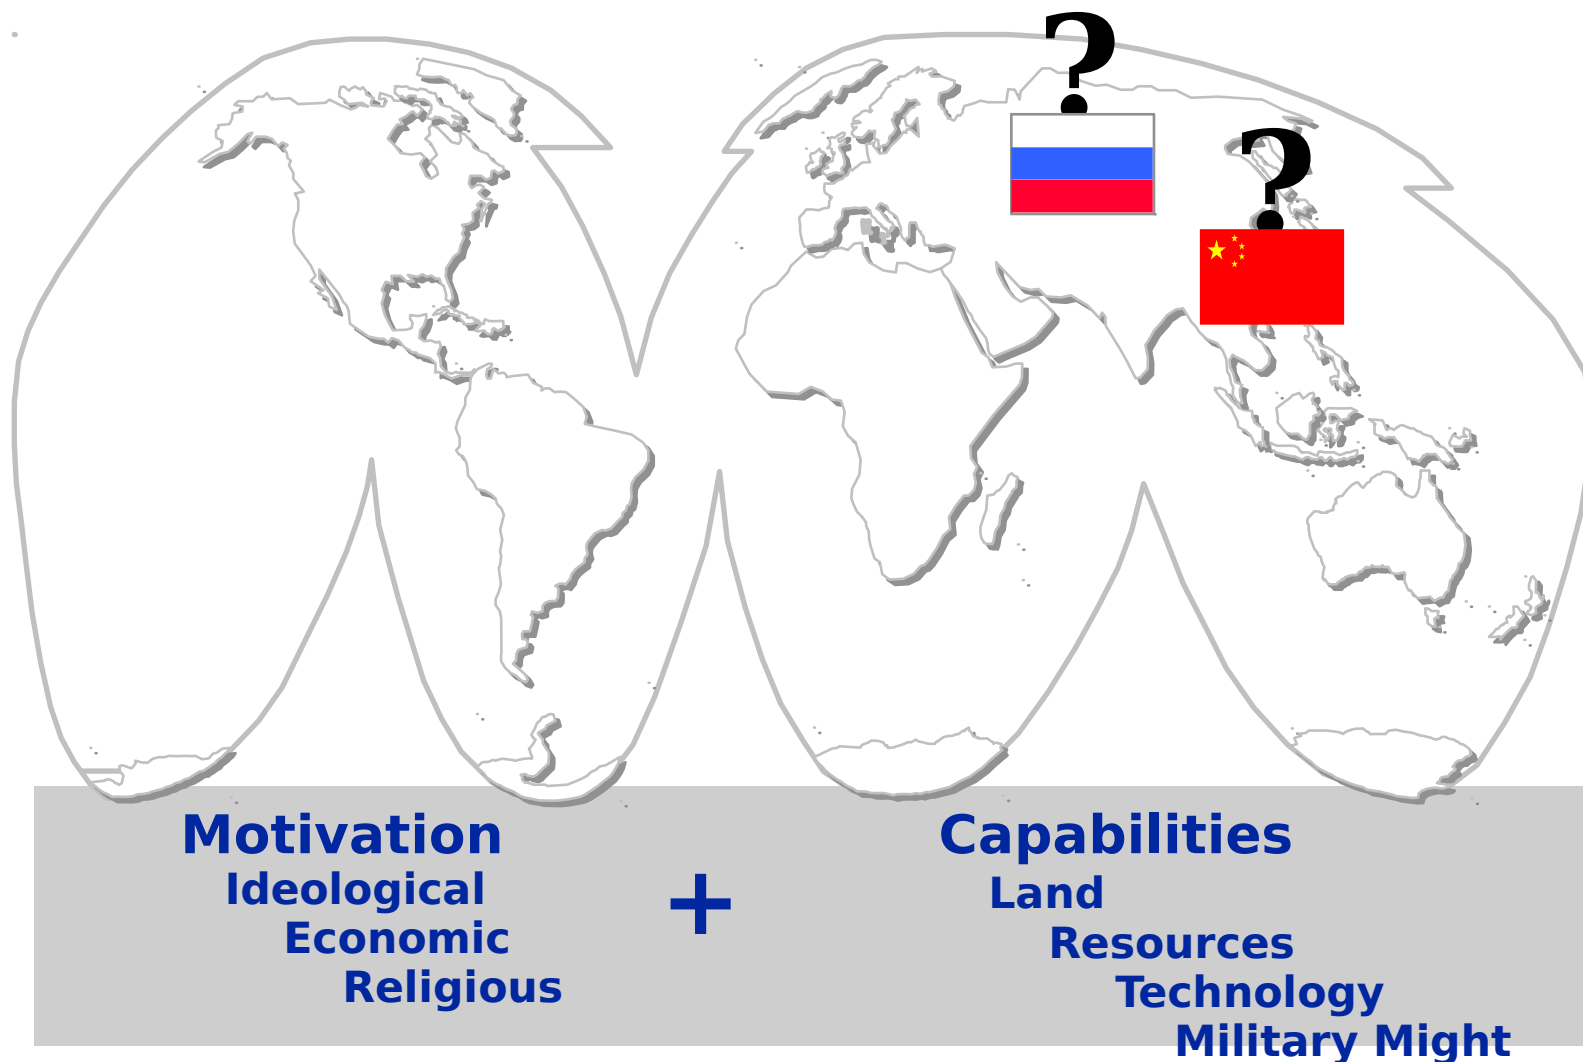 ?
?
Motivation
Ideological
Economic
Religious
+
Capabilities
Land
Resources
Technology
Military Might